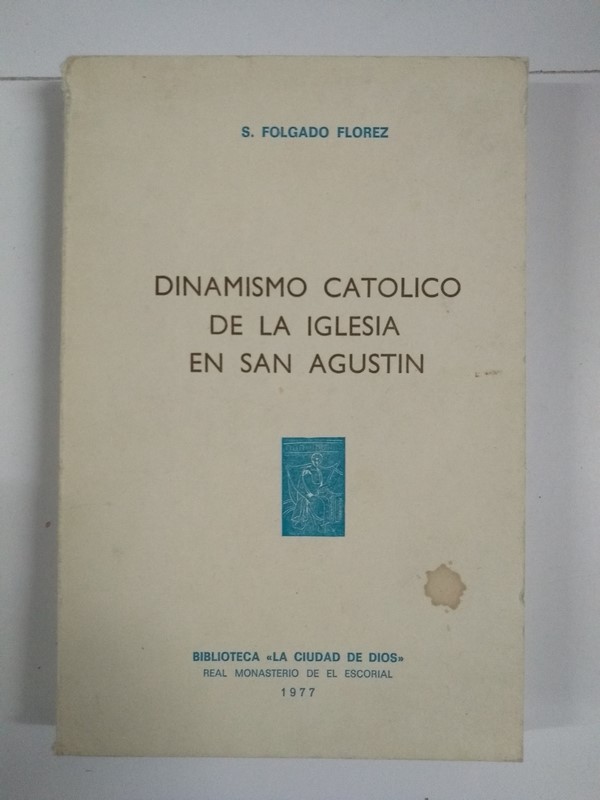 S. FOLGADO FLOREZ
DINAMISMO CATOLICO
DE LA IGLESIA
EN SAN AGUSTIN
BIBLIOTECA «LA CIUDAD DE DIOS»
REAL MONASTERIO DE EL ESCORIAL
1977